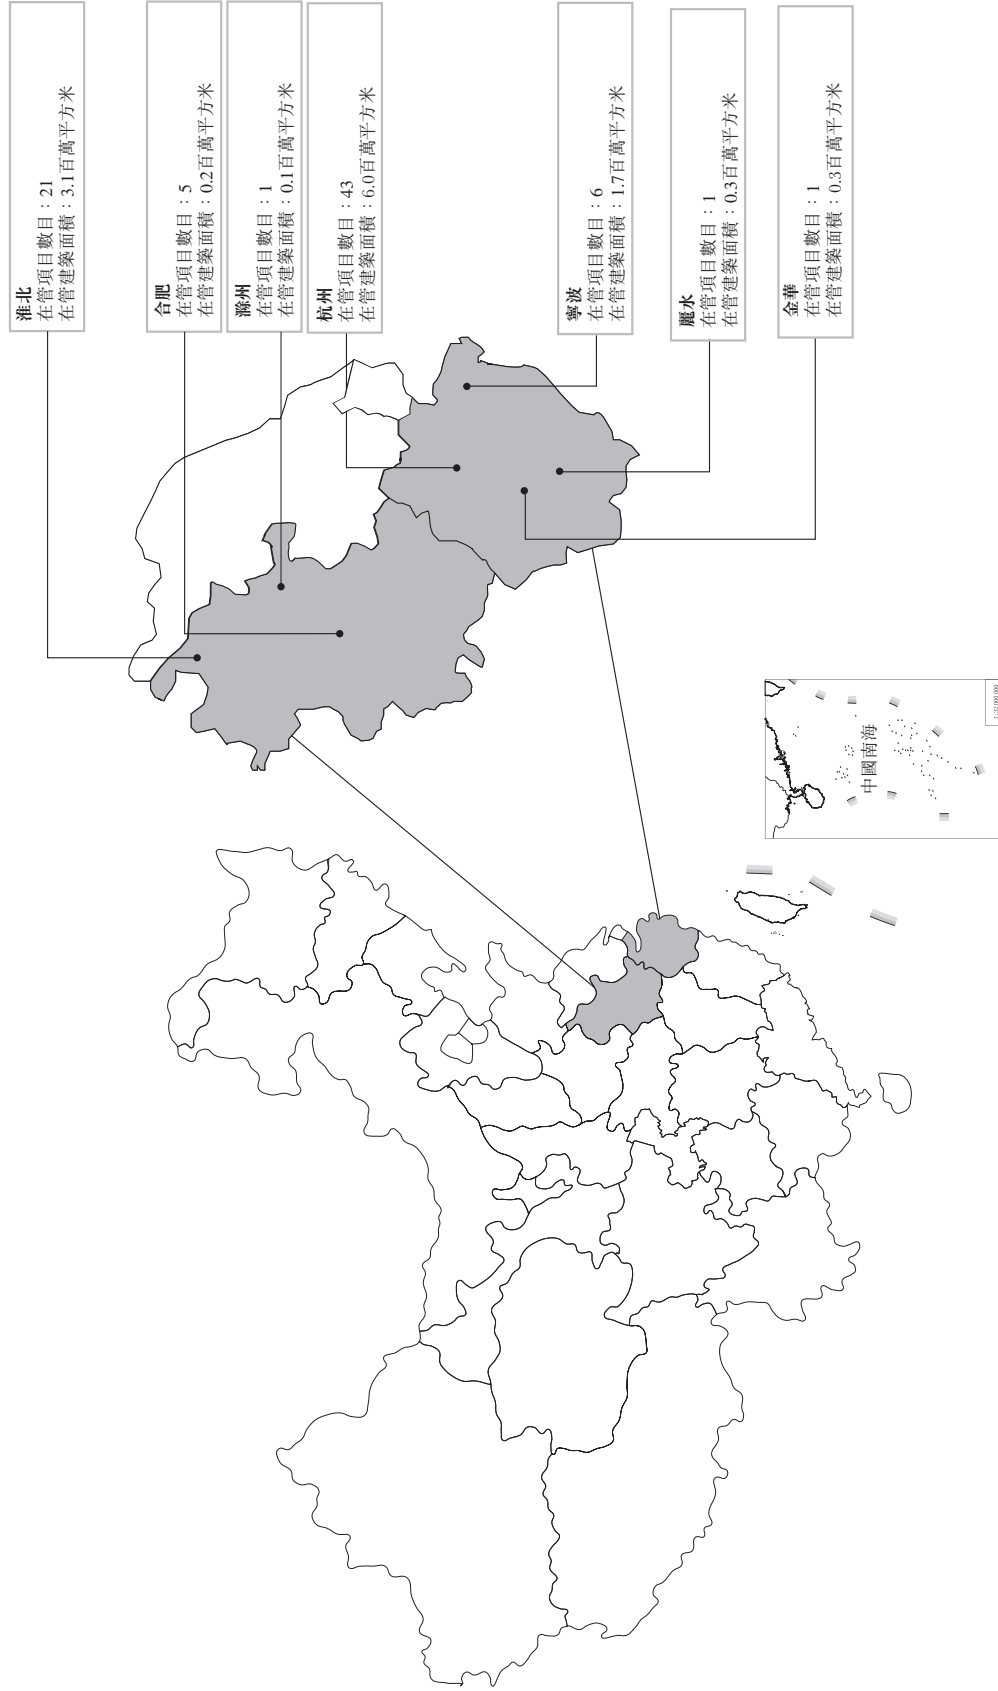 淮北
在管項目數目：21
在管建築面積：3.1百萬平方米
合肥
在管項目數目：5
在管建築面積：0.2百萬平方米
滁州
在管項目數目：1
在管建築面積：0.1百萬平方米
杭州
在管項目數目：43
在管建築面積：6.0百萬平方米
寧波
在管項目數目：6
在管建築面積：1.7百萬平方米
麗水
在管項目數目：1
在管建築面積：0.3百萬平方米
金華
在管項目數目：1
在管建築面積：0.3百萬平方米
中國南海
1:32 000 000